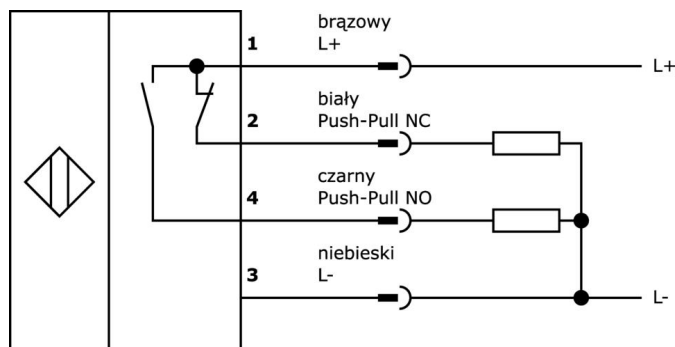 brązowy
1 L+
L+
biały
2 Push-Pull NC
czarny
4 Push-Pull NO
niebieski
3 L-
L-